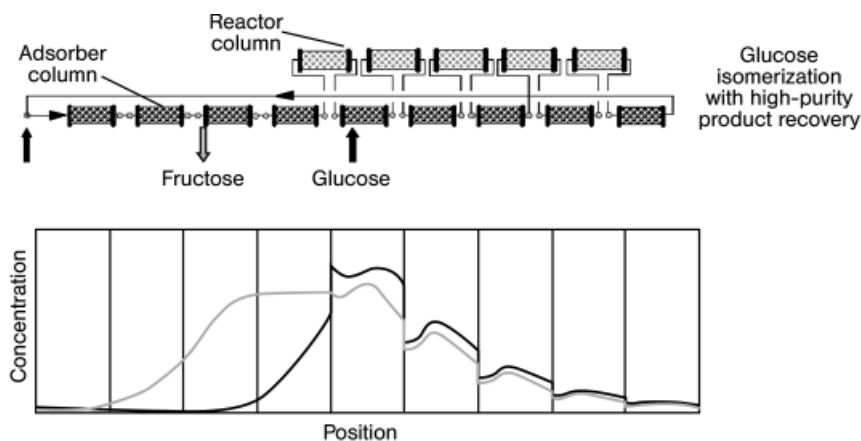 Reactor
column
Adsorber
column
Glucose
isomerization
with high-purity
product recovery
Fructose
Glucose
Concentration
Position